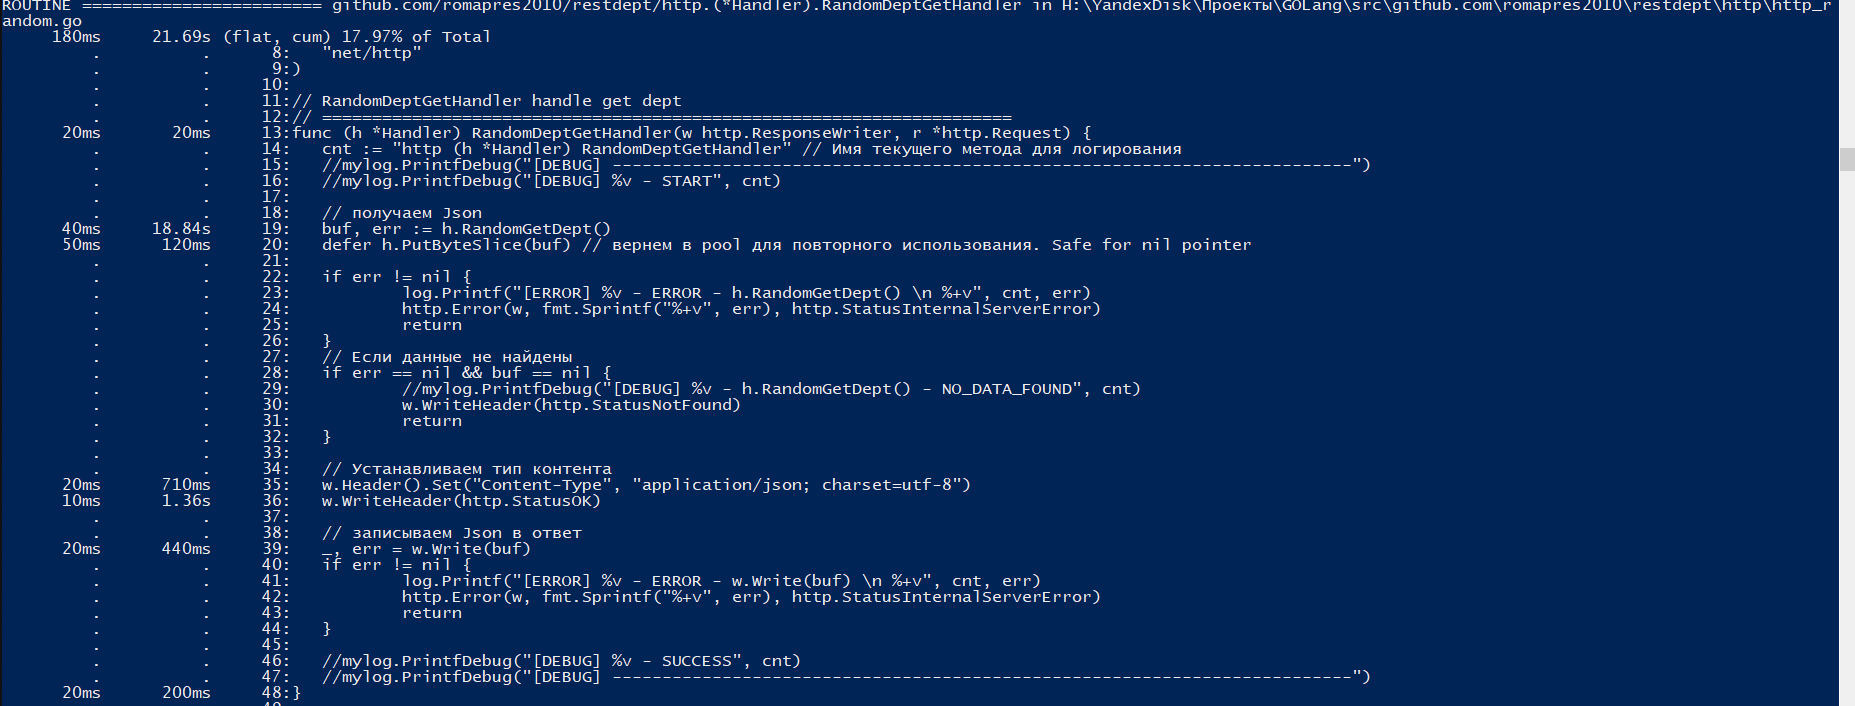 ROUTINE ======================== github.com/romapres2010/restdept/http.(*Handler).RandomDeptGetHandler in H:\YandexDisk\Проекты\GOLang\src\github.com\romapres2010\restdept\http\http_r
andom.go
     180ms     21.69s (flat, cum) 17.97% of Total
         .          .      8:   "net/http"
         .          .      9:)
         .          .     10:
         .          .     11:// RandomDeptGetHandler handle get dept
         .          .     12:// =====================================================================
      20ms       20ms     13:func (h *Handler) RandomDeptGetHandler(w http.ResponseWriter, r *http.Request) {
         .          .     14:   cnt := "http (h *Handler) RandomDeptGetHandler" // Имя текущего метода для логирования
         .          .     15:   //mylog.PrintfDebug("[DEBUG] --------------------------------------------------------------------------")
         .          .     16:   //mylog.PrintfDebug("[DEBUG] %v - START", cnt)
         .          .     17:
         .          .     18:   // получаем Json
      40ms     18.84s     19:   buf, err := h.RandomGetDept()
      50ms      120ms     20:   defer h.PutByteSlice(buf) // вернем в pool для повторного использования. Safe for nil pointer
         .          .     21:
         .          .     22:   if err != nil {
         .          .     23:           log.Printf("[ERROR] %v - ERROR - h.RandomGetDept() \n %+v", cnt, err)
         .          .     24:           http.Error(w, fmt.Sprintf("%+v", err), http.StatusInternalServerError)
         .          .     25:           return
         .          .     26:   }
         .          .     27:   // Если данные не найдены
         .          .     28:   if err == nil && buf == nil {
         .          .     29:           //mylog.PrintfDebug("[DEBUG] %v - h.RandomGetDept() - NO_DATA_FOUND", cnt)
         .          .     30:           w.WriteHeader(http.StatusNotFound)
         .          .     31:           return
         .          .     32:   }
         .          .     33:
         .          .     34:   // Устанавливаем тип контента
      20ms      710ms     35:   w.Header().Set("Content-Type", "application/json; charset=utf-8")
      10ms      1.36s     36:   w.WriteHeader(http.StatusOK)
         .          .     37:
         .          .     38:   // записываем Json в ответ
      20ms      440ms     39:   _, err = w.Write(buf)
         .          .     40:   if err != nil {
         .          .     41:           log.Printf("[ERROR] %v - ERROR - w.Write(buf) \n %+v", cnt, err)
         .          .     42:           http.Error(w, fmt.Sprintf("%+v", err), http.StatusInternalServerError)
         .          .     43:           return
         .          .     44:   }
         .          .     45:
         .          .     46:   //mylog.PrintfDebug("[DEBUG] %v - SUCCESS", cnt)
         .          .     47:   //mylog.PrintfDebug("[DEBUG] --------------------------------------------------------------------------")
      20ms      200ms     48:}